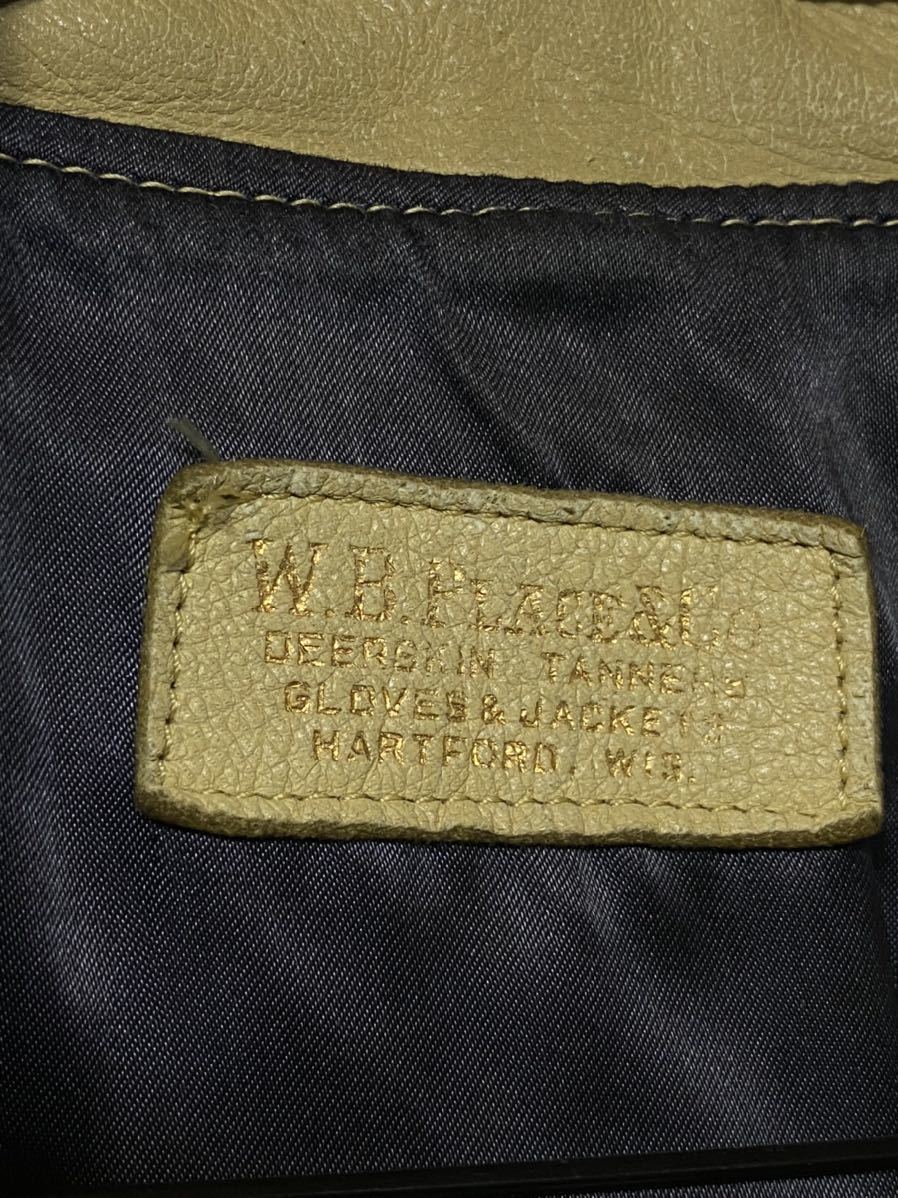 W.B. PLACE & Co
DEERSKIN TANNERS
GLOVES & JACKETS
HARTFORD, WIS.